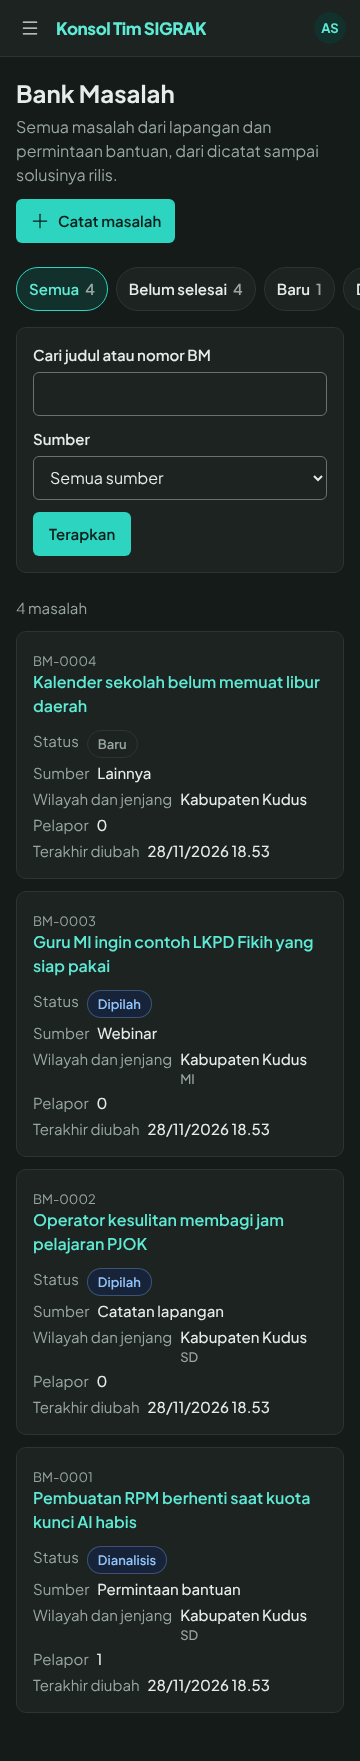 Konsol Tim SIGRAK
AS
Bank Masalah
Semua masalah dari lapangan dan
permintaan bantuan, dari dicatat sampai
solusinya rilis.
Catat masalah
Semua 4
Belum selesai 4
Baru 1
Cari judul atau nomor BM
Sumber
Semua sumber
Terapkan
4 masalah
BM-0004
Kalender sekolah belum memuat libur
daerah
Status Baru
Sumber Lainnya
Wilayah dan jenjang Kabupaten Kudus
Pelapor 0
Terakhir diubah 28/11/2026 18.53
BM-0003
Guru MI ingin contoh LKPD Fikih yang
siap pakai
Status Dipilah
Sumber Webinar
Wilayah dan jenjang Kabupaten Kudus
MI
Pelapor 0
Terakhir diubah 28/11/2026 18.53
BM-0002
Operator kesulitan membagi jam
pelajaran PJOK
Status Dipilah
Sumber Catatan lapangan
Wilayah dan jenjang Kabupaten Kudus
SD
Pelapor 0
Terakhir diubah 28/11/2026 18.53
BM-0001
Pembuatan RPM berhenti saat kuota
kunci AI habis
Status Dianalisis
Sumber Permintaan bantuan
Wilayah dan jenjang Kabupaten Kudus
SD
Pelapor 1
Terakhir diubah 28/11/2026 18.53